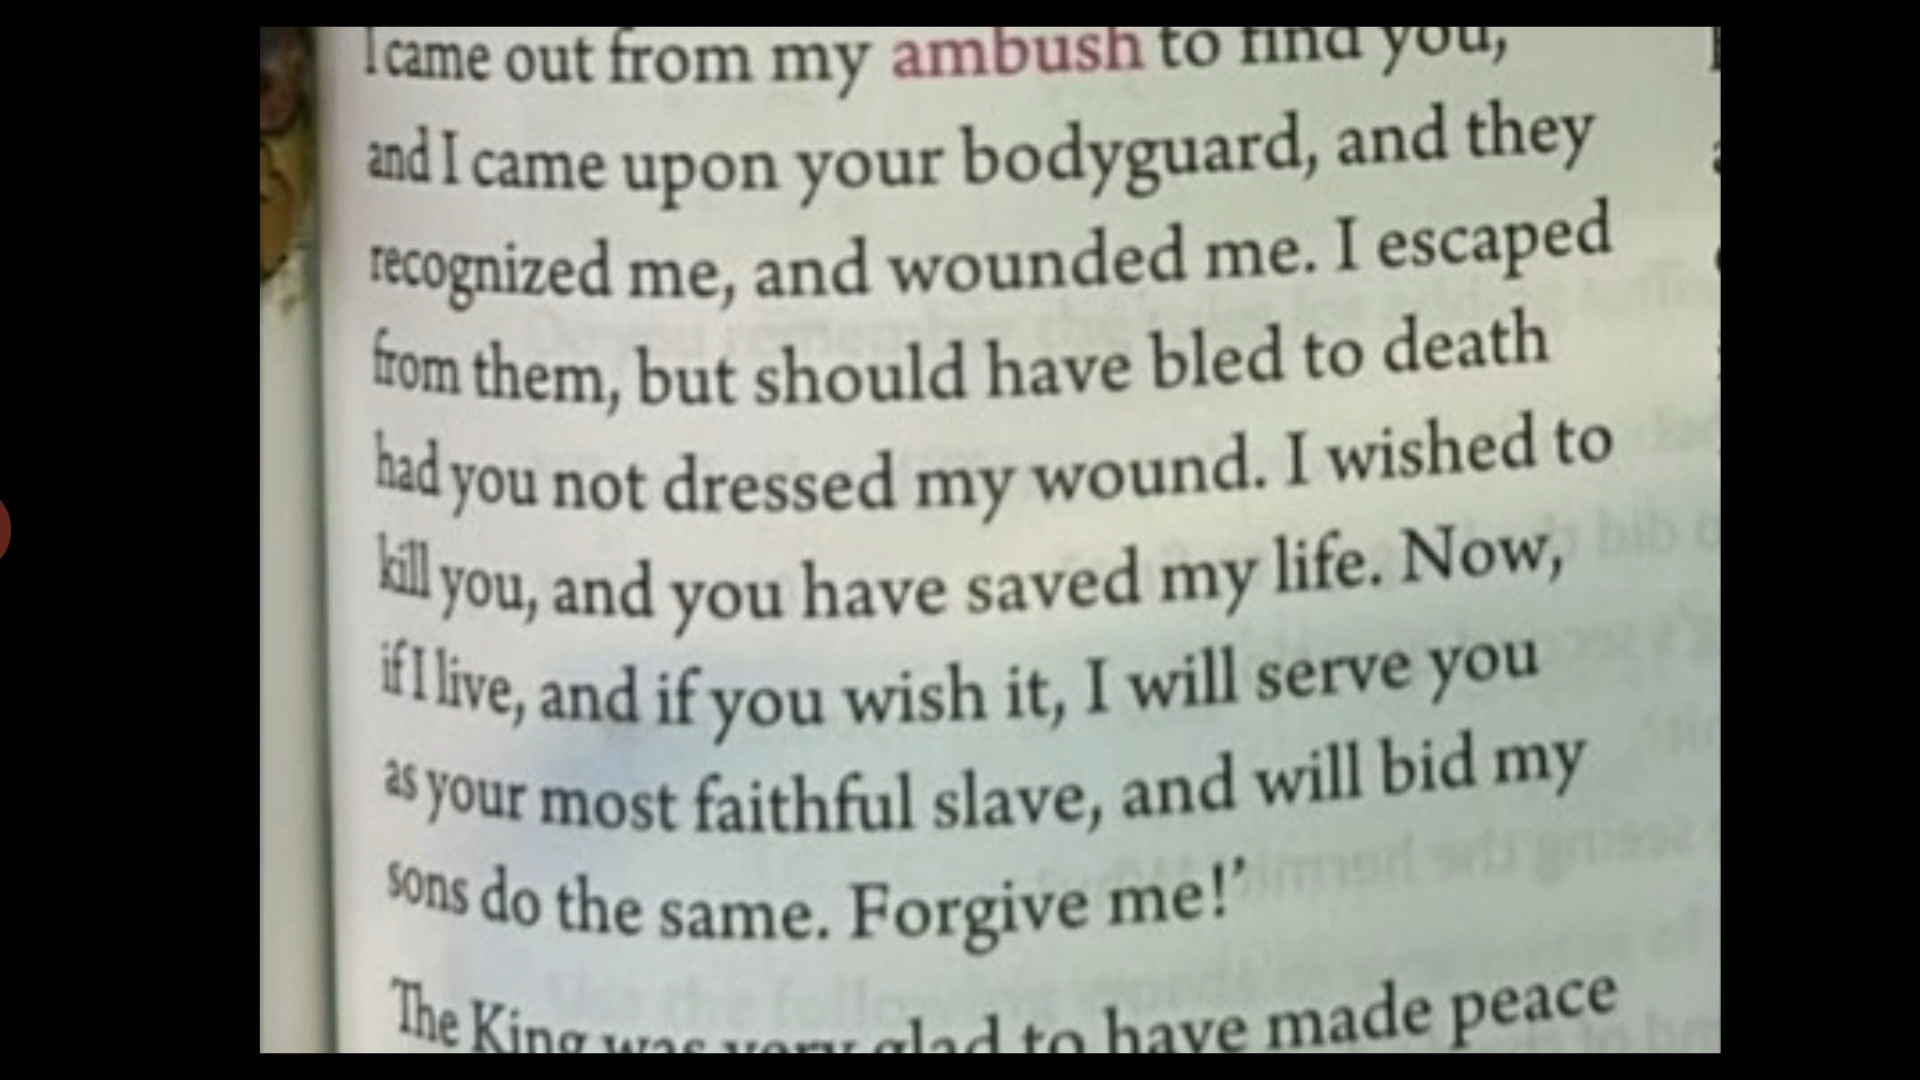 I came out from my ambush to find you,
and I came upon your bodyguard, and they
recognized me, and wounded me. I escaped
from them, but should have bled to death
had you not dressed my wound. I wished to
kill you, and you have saved my life. Now,
if I live, and if you wish it, I will serve you
as your most faithful slave, and will bid my
sons do the same. Forgive me!’
The King was very glad to have made peace